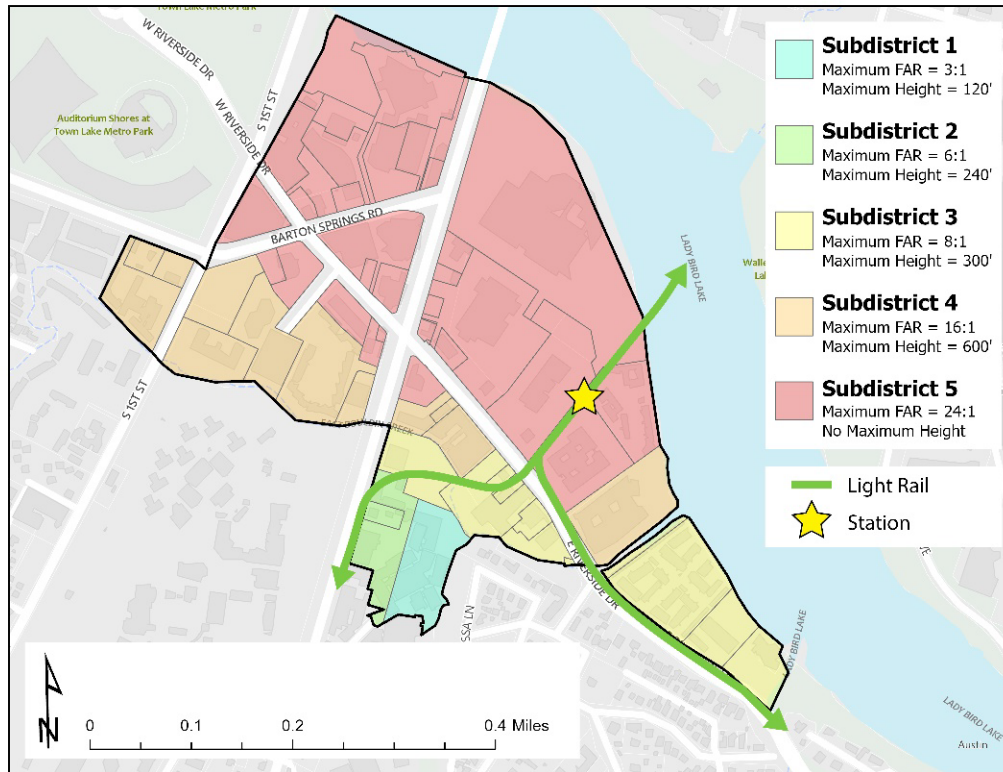 Town Lake Metro Park
W RIVERSIDE DR
S 1ST ST
W RIVERSIDE DR
Auditorium Shores at
Town Lake Metro Park
BARTON SPRINGS RD
LADY BIRD LAKE
S 1ST ST
E RIVERSIDE DR
LADY BIRD LAKE
Austin
Subdistrict 1
Maximum FAR = 3:1
Maximum Height = 120'
Subdistrict 2
Maximum FAR = 6:1
Maximum Height = 240'
Subdistrict 3
Maximum FAR = 8:1
Maximum Height = 300'
Subdistrict 4
Maximum FAR = 16:1
Maximum Height = 600'
Subdistrict 5
Maximum FAR = 24:1
No Maximum Height
Light Rail
Station
N
0 0.1 0.2 0.4 Miles